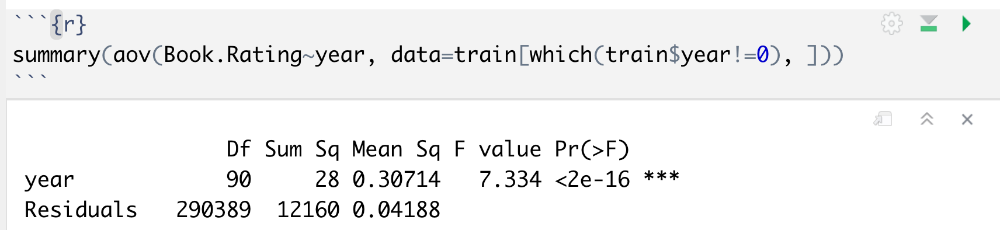 ```{r}
summary(aov(Book.Rating~year, data=train[which(train$year!=0), ]))
```
Df Sum Sq Mean Sq F value Pr(>F)
year 90 28 0.30714 7.334 <2e-16 ***
Residuals 290389 12160 0.04188